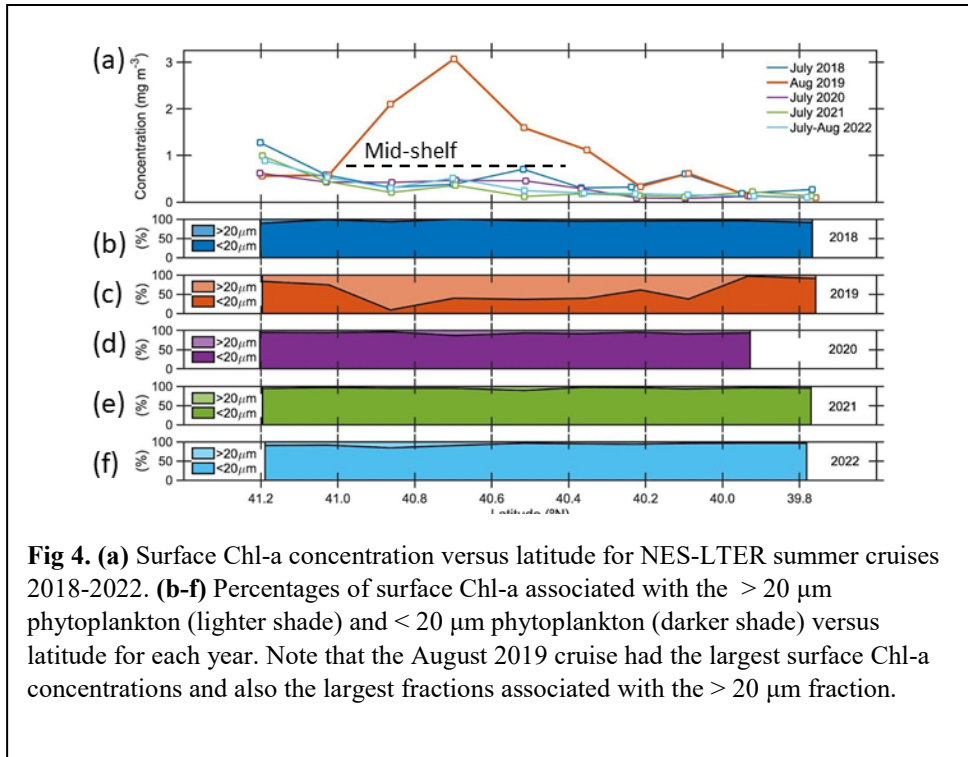 (a)
Concentration (mg m⁻³)
3
2
1
0
July 2018
Aug 2019
July 2020
July 2021
July-Aug 2022
Mid-shelf
(b)
(%)
100
50
0
>20μm
<20μm
2018
(c)
(%)
100
50
0
>20μm
<20μm
2019
(d)
(%)
100
50
0
>20μm
<20μm
2020
(e)
(%)
100
50
0
>20μm
<20μm
2021
(f)
(%)
100
50
0
>20μm
<20μm
2022
41.2 41.0 40.8 40.6 40.4 40.2 40.0 39.8
Latitude (ºN)
Fig 4. (a) Surface Chl-a concentration versus latitude for NES-LTER summer cruises
2018-2022. (b-f) Percentages of surface Chl-a associated with the > 20 μm
phytoplankton (lighter shade) and < 20 μm phytoplankton (darker shade) versus
latitude for each year. Note that the August 2019 cruise had the largest surface Chl-a
concentrations and also the largest fractions associated with the > 20 μm fraction.